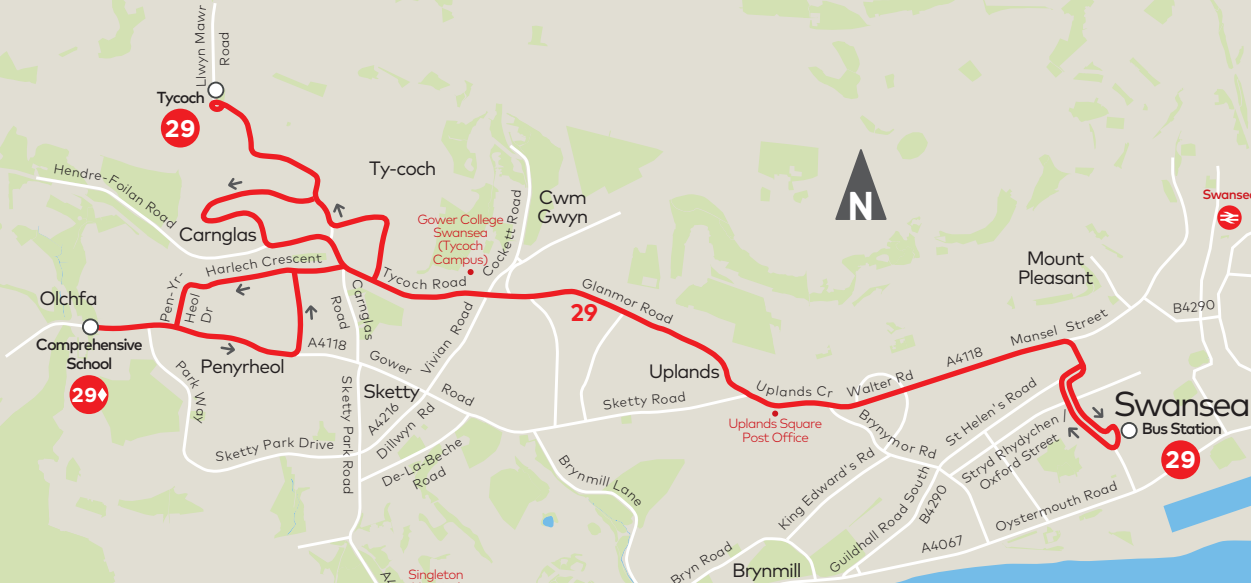 Llwyn Mawr
Road
Tycoch
29
Hendre-Foilan Road
Ty-coch
Carnglas
Gower College
Swansea
(Tycoch
Campus)
Cockett Road
Cwm
Gwyn
N
Swansea
Mount
Pleasant
B4290
Harlech Crescent
Pen-Yr-
Heol
Dr
Tycoch Road
Carnglas
Road
Glanmor Road
29
Olchfa
Comprehensive
School
29♦
Penyrheol
A4118
Gower
Road
Vivian Road
Park Way
Sketty
A4216
Dillwyn Rd
Sketty Park Road
Sketty Park Drive
De-La-Beche
Road
Sketty Road
Uplands
Uplands Cr
Uplands Square
Post Office
Walter Rd
A4118
Mansel Street
Brynymor Rd
St Helen's Road
Stryd Rhydychen /
Oxford Street
Swansea
Bus Station
29
Brynmill Lane
King Edward's Rd
Guildhall Road South
B4290
Oystermouth Road
A4067
Bryn Road
Brynmill
Singleton